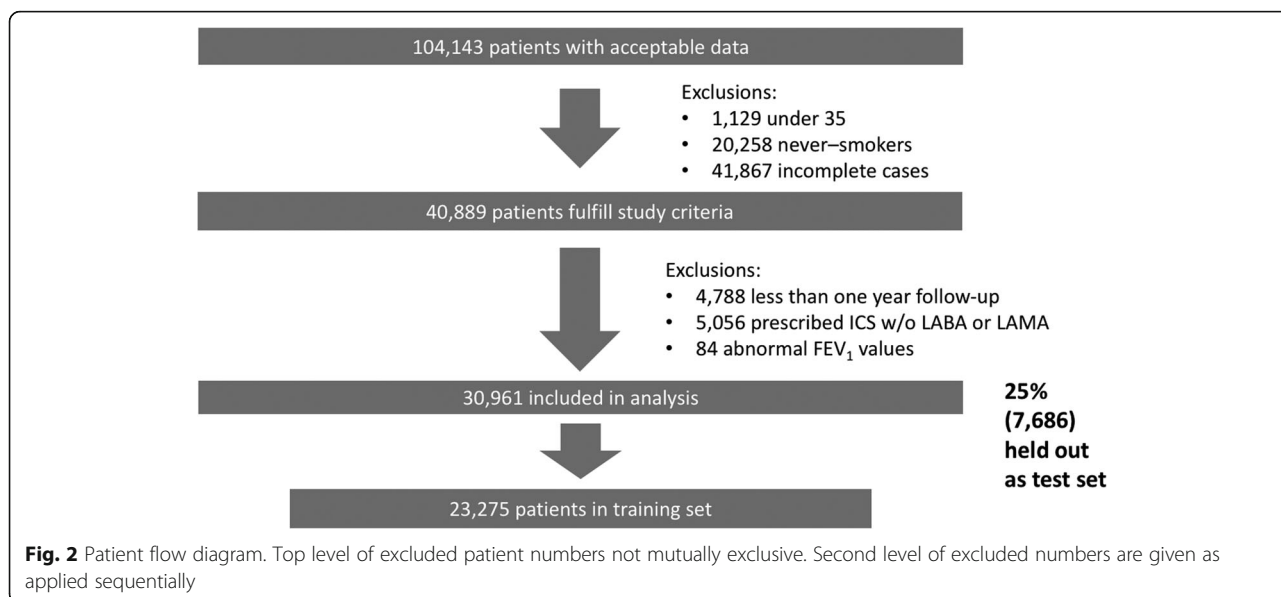 104,143 patients with acceptable data
Exclusions:
• 1,129 under 35
• 20,258 never–smokers
• 41,867 incomplete cases
40,889 patients fulfill study criteria
Exclusions:
• 4,788 less than one year follow-up
• 5,056 prescribed ICS w/o LABA or LAMA
• 84 abnormal FEV₁ values
30,961 included in analysis
25%
(7,686)
held out
as test set
23,275 patients in training set
Fig. 2 Patient flow diagram. Top level of excluded patient numbers not mutually exclusive. Second level of excluded numbers are given as
applied sequentially